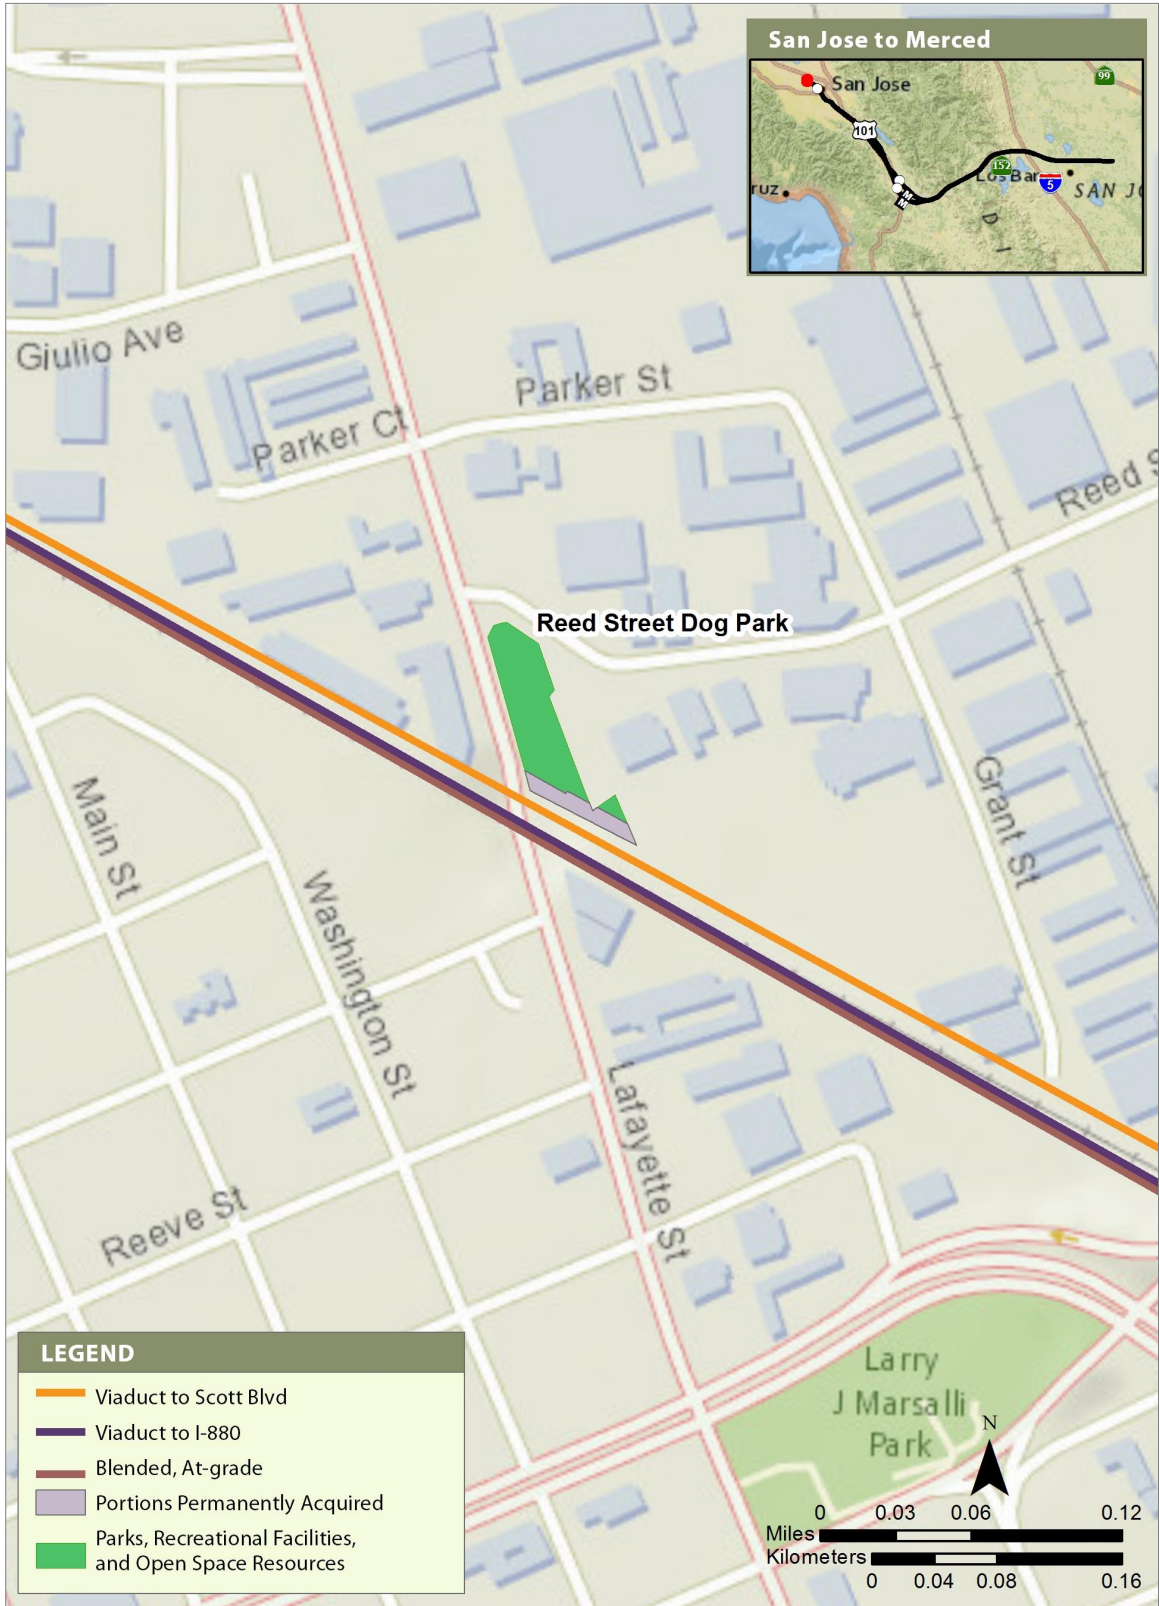 San Jose to Merced
99
San Jose
101
152
Los Ban
5
SAN JO
ruz
D I
Giulio Ave
Parker St
Parker Ct
Reed S
Reed Street Dog Park
Main St
Grant St
Washington St
Lafayette St
Reeve St
LEGEND
Viaduct to Scott Blvd
Viaduct to I-880
Blended, At-grade
Portions Permanently Acquired
Parks, Recreational Facilities,
and Open Space Resources
Larry
J Marsalli
Park
N
0 0.03 0.06 0.12
Miles
Kilometers
0 0.04 0.08 0.16